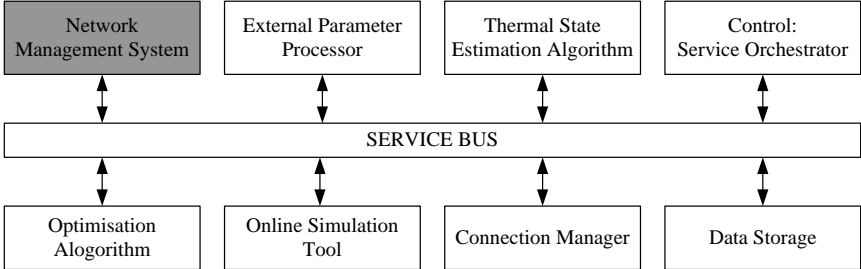 Network
Management System
External Parameter
Processor
Thermal State
Estimation Algorithm
Control:
Service Orchestrator
SERVICE BUS
Optimisation
Alogorithm
Online Simulation
Tool
Connection Manager
Data Storage